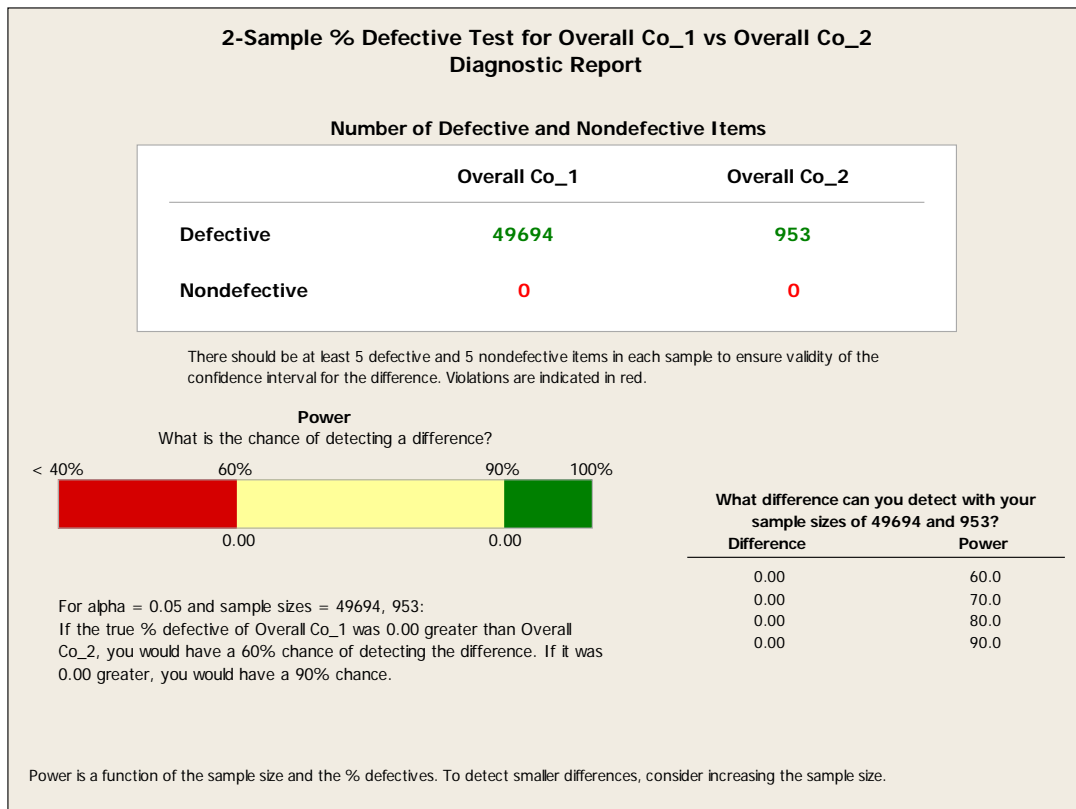 2-Sample % Defective Test for Overall Co_1 vs Overall Co_2
Diagnostic Report
Number of Defective and Nondefective Items
Overall Co_1 Overall Co_2
Defective 49694 953
Nondefective 0 0
There should be at least 5 defective and 5 nondefective items in each sample to ensure validity of the
confidence interval for the difference. Violations are indicated in red.
Power
What is the chance of detecting a difference?
< 40% 60% 90% 100%
0.00 0.00
For alpha = 0.05 and sample sizes = 49694, 953:
If the true % defective of Overall Co_1 was 0.00 greater than Overall
Co_2, you would have a 60% chance of detecting the difference. If it was
0.00 greater, you would have a 90% chance.
What difference can you detect with your
sample sizes of 49694 and 953?
Difference Power
0.00 60.0
0.00 70.0
0.00 80.0
0.00 90.0
Power is a function of the sample size and the % defectives. To detect smaller differences, consider increasing the sample size.